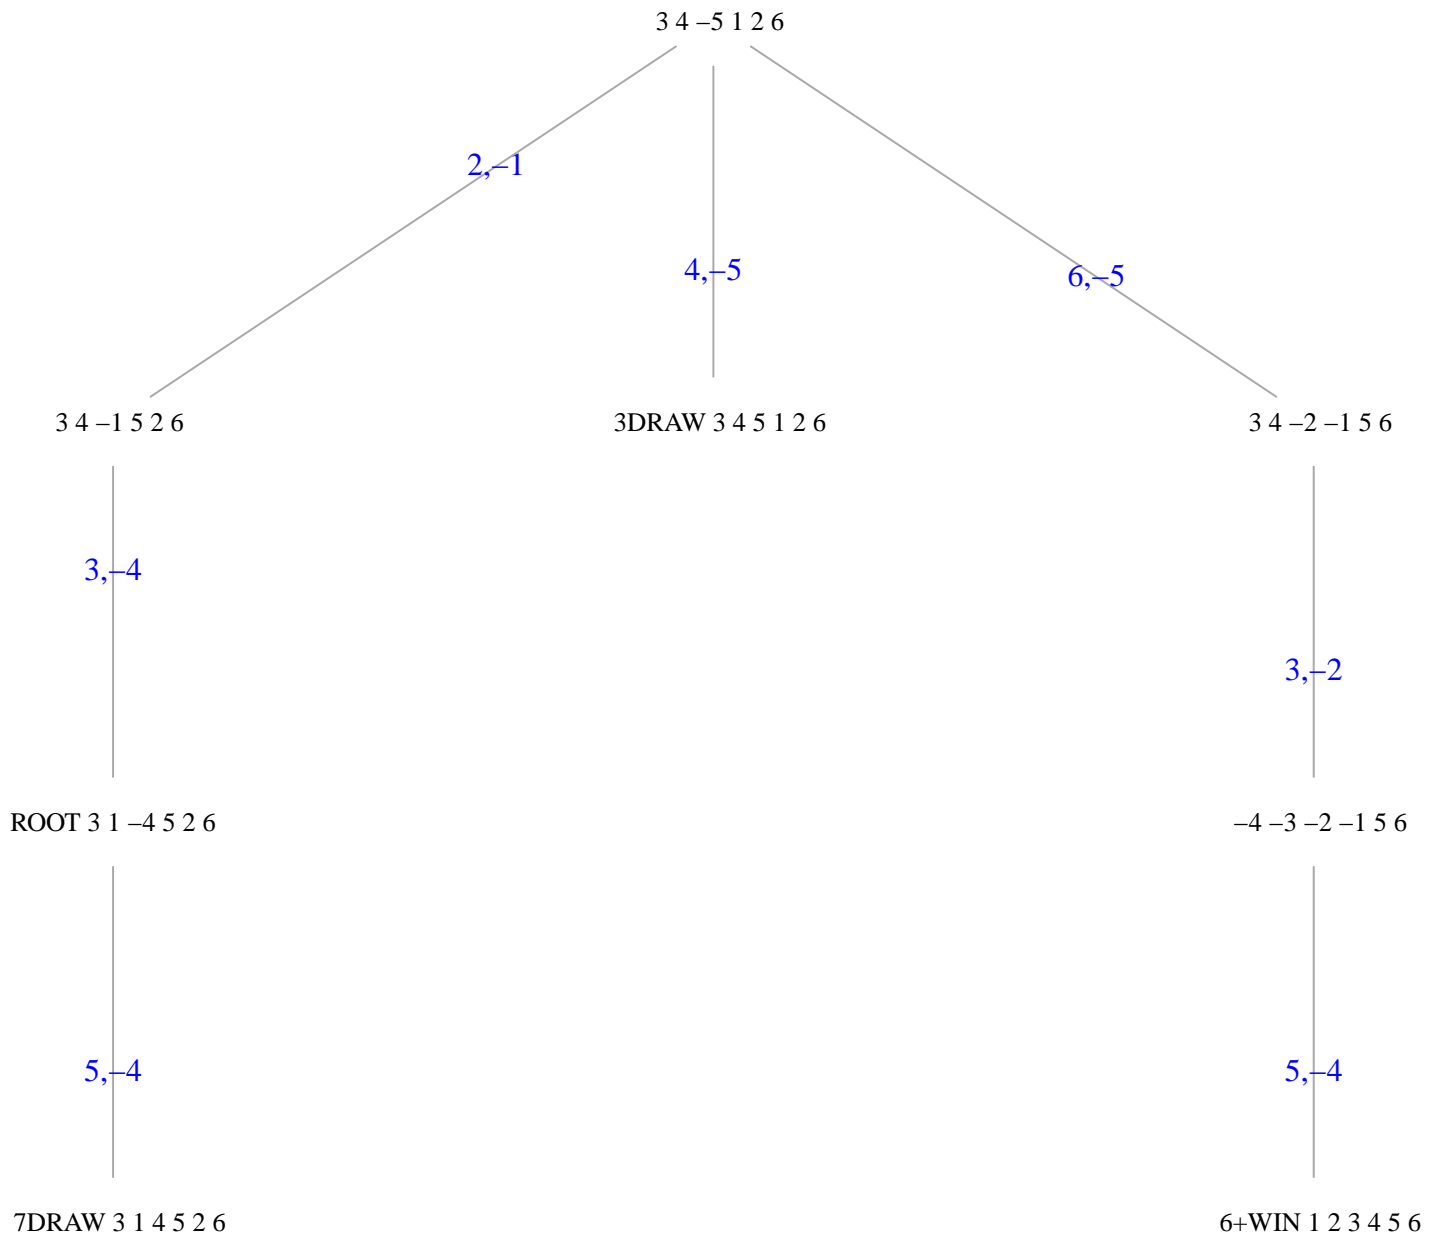 3 4 –5 1 2 6
2,–1
4,–5
6,–5
3 4 –1 5 2 6
3DRAW 3 4 5 1 2 6
3 4 –2 –1 5 6
3,–4
3,–2
ROOT 3 1 –4 5 2 6
–4 –3 –2 –1 5 6
5,–4
5,–4
7DRAW 3 1 4 5 2 6
6+WIN 1 2 3 4 5 6